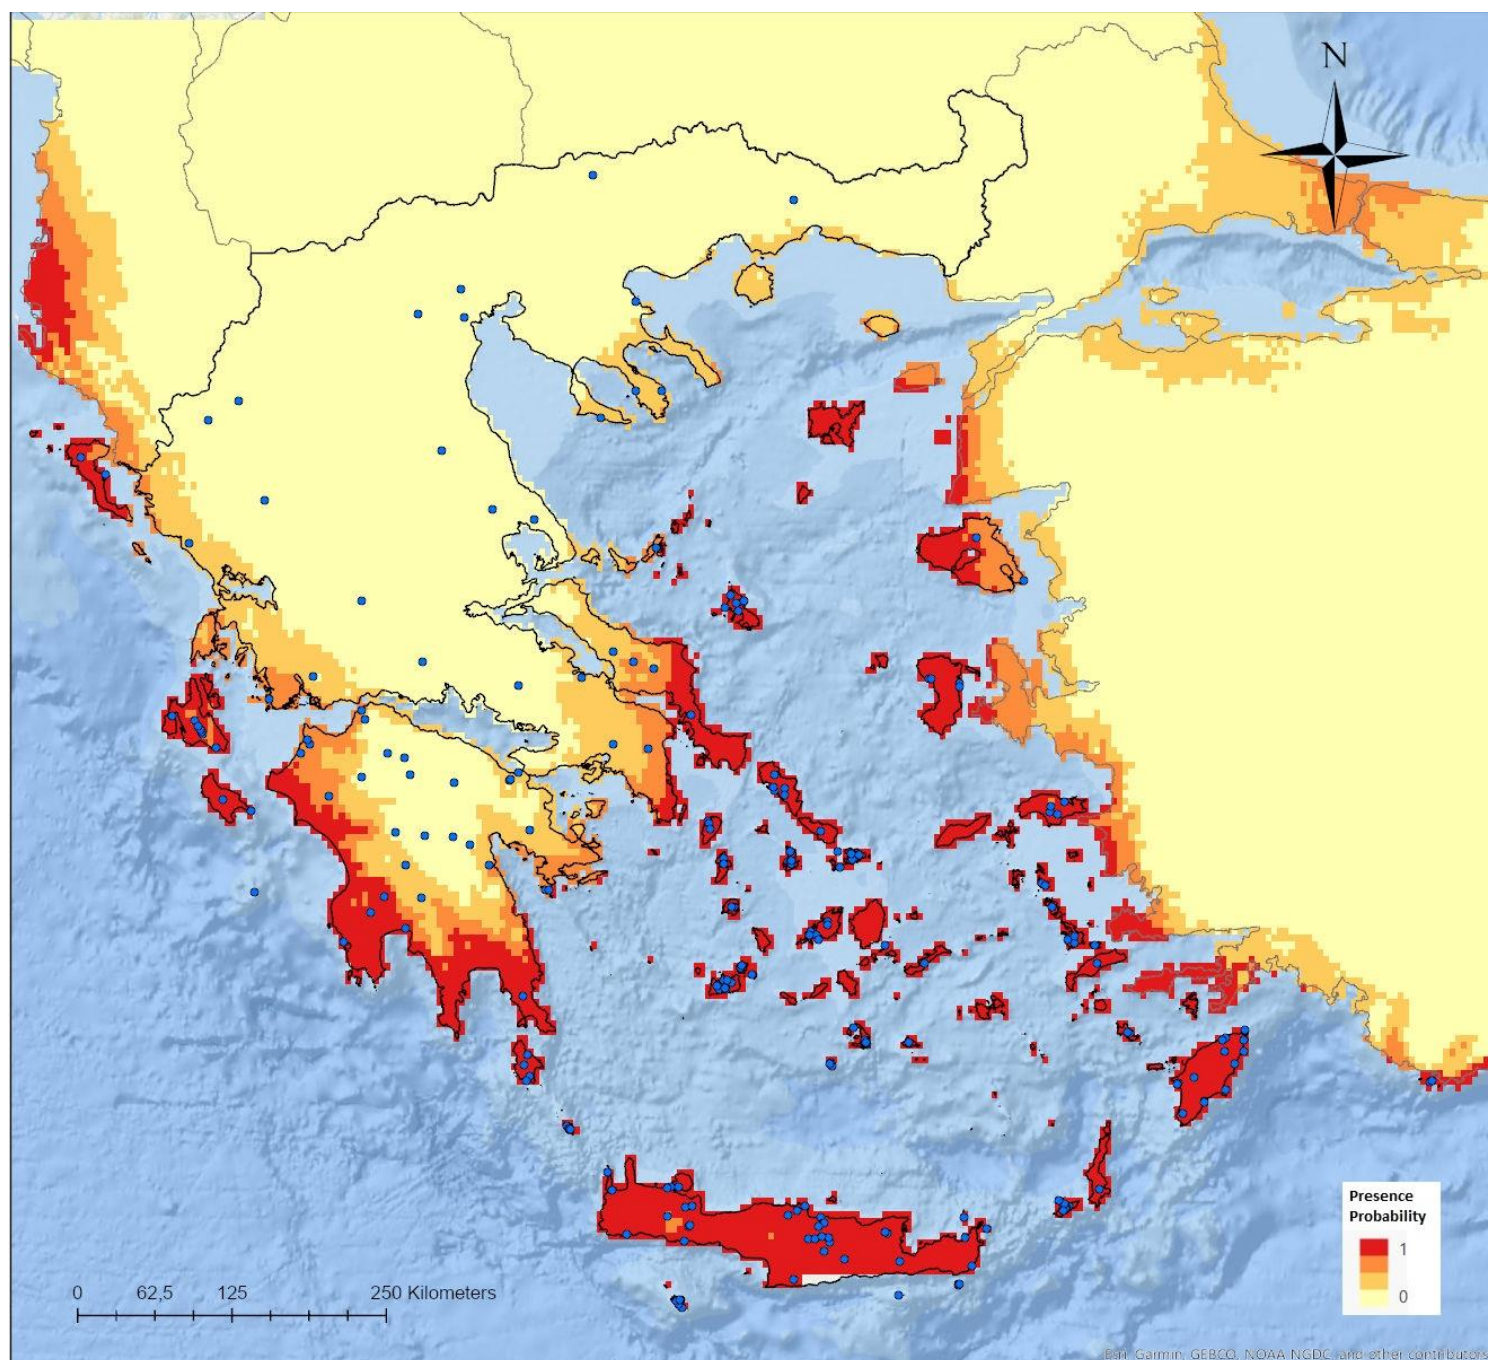 N
Presence
Probability
1
0
0 62,5 125 250 Kilometers
Esri, Garmin, GEBCO, NOAA NGDC, and other contributors